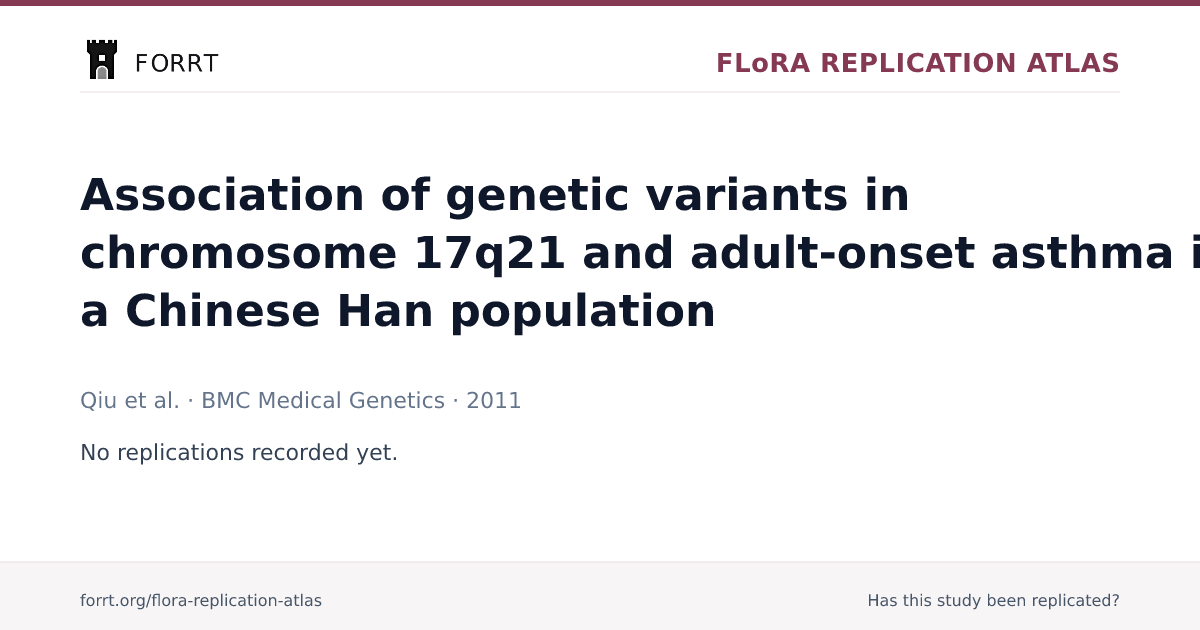 FORRT
FLoRA REPLICATION ATLAS
Association of genetic variants in
chromosome 17q21 and adult-onset asthma i
a Chinese Han population
Qiu et al. · BMC Medical Genetics · 2011
No replications recorded yet.
forrt.org/flora-replication-atlas
Has this study been replicated?